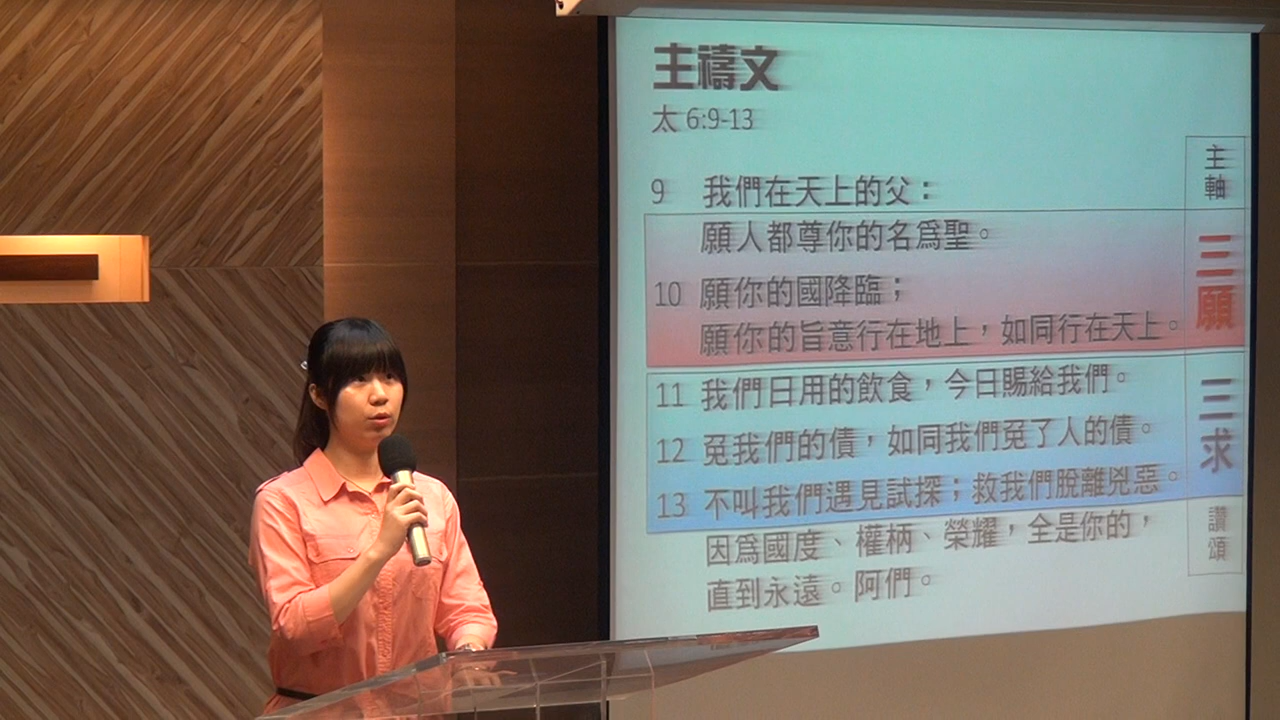 主禱文
太 6:9-13
主軸
9 我們在天上的父：
願人都尊你的名為聖。
三願
10 願你的國降臨；
願你的旨意行在地上，如同行在天上。
11 我們日用的飲食，今日賜給我們。
三求
12 免我們的債，如同我們免了人的債。
13 不叫我們遇見試探；救我們脫離兇惡。
讚頌
因為國度、權柄、榮耀，全是你的，
直到永遠。阿們。